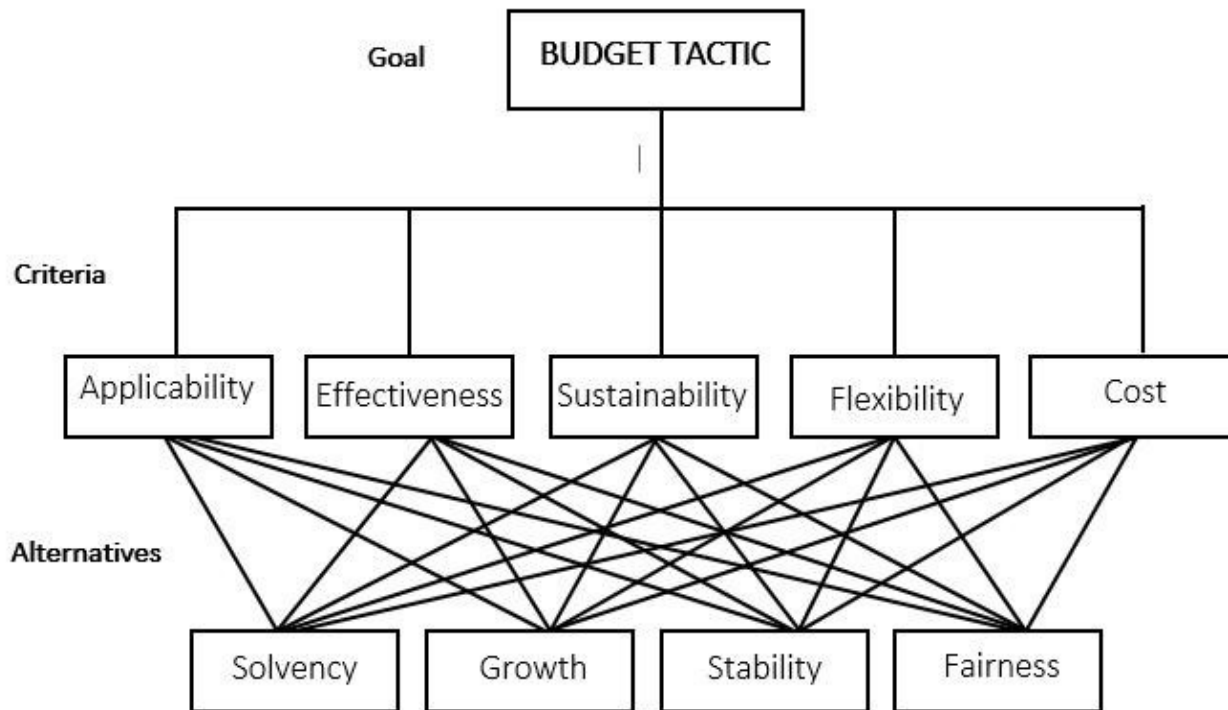 Goal
BUDGET TACTIC
Criteria
Applicability
Effectiveness
Sustainability
Flexibility
Cost
Alternatives
Solvency
Growth
Stability
Fairness